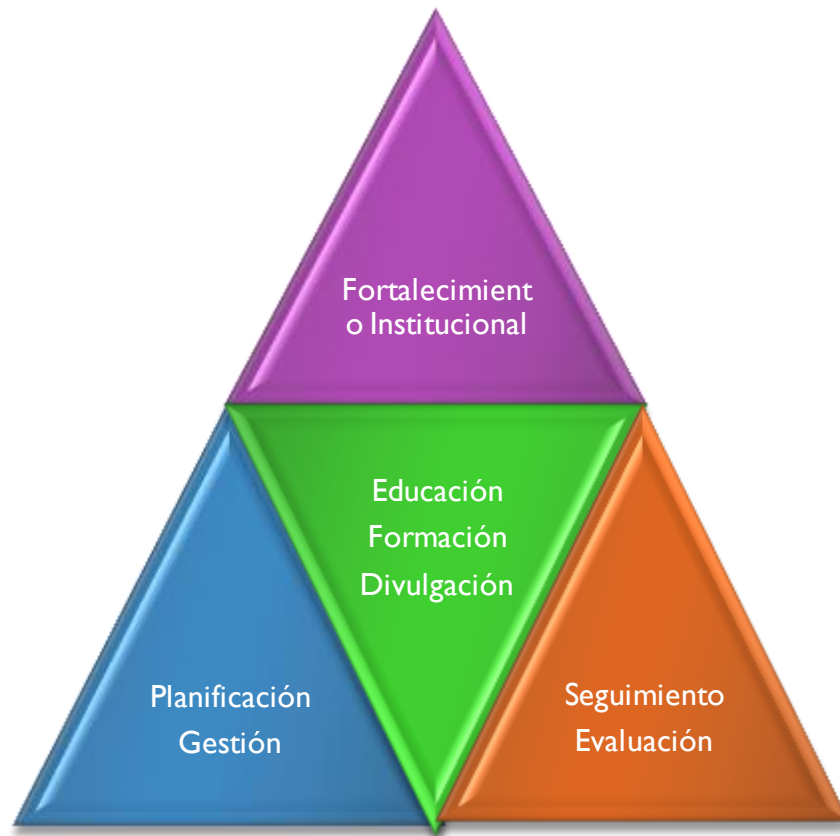 Fortalecimient
o Institucional
Educación
Formación
Divulgación
Planificación
Gestión
Seguimiento
Evaluación